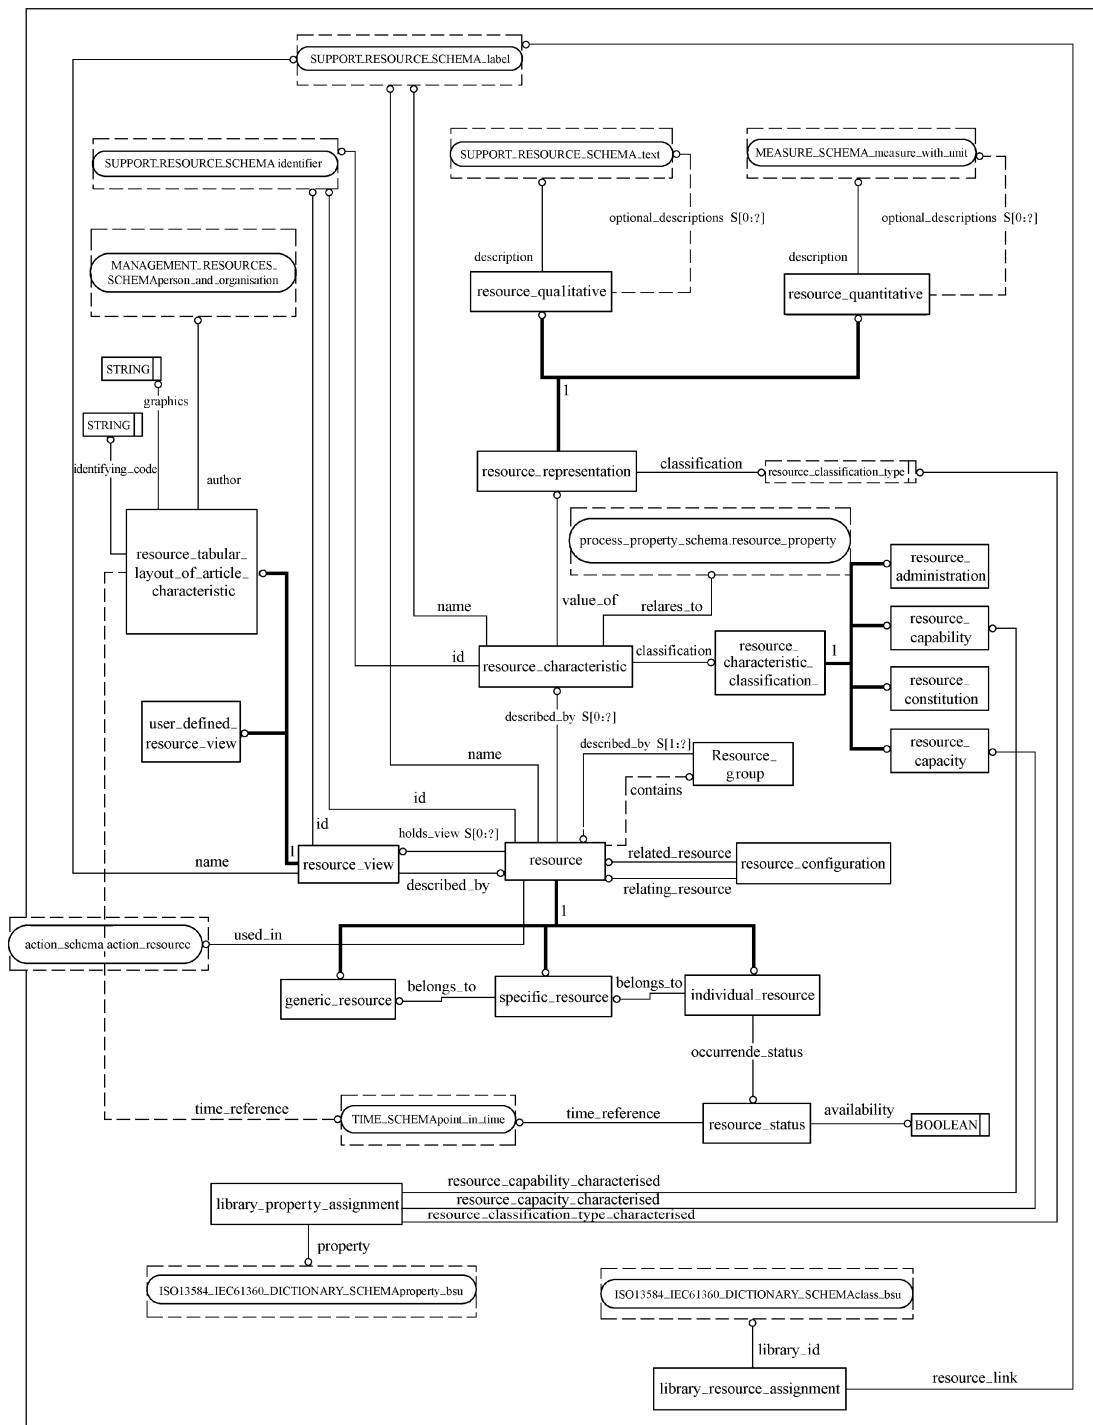 SUPPORT_RESOURCE_SCHEMA_label
SUPPORT_RESOURCE_SCHEMA identifier
SUPPORT_RESOURCE_SCHEMA_text
MEASURE_SCHEMA_measure_with_unit
optional_descriptions S[0:?]
optional_descriptions S[0:?]
description
description
MANAGEMENT_RESOURCES_
SCHEMAperson_and_organisation
resource_qualitative
resource_quantitative
STRING
graphics
1
STRING
identifying_code
author
resource_representation
classification
resource_classification_type
resource_tabular_
layout_of_article_
characteristic
process_property_schema.resource_property
resource_
administration
name
value_of
relares_to
resource_
capability
id
resource_characteristic
classification
resource_
characteristic_
classification_
1
resource_
constitution
described_by S[0:?]
user_defined_
resource_view
resource_
capacity
described_by S[1:?]
Resource_
group
name
contains
id
id
holds_view S[0:?]
1
name
resource_view
resource
related_resource
resource_configuration
described_by
relating_resource
1
action_schema action_resource
used_in
generic_resource
belongs_to
specific_resource
belongs_to
individual_resource
occurrende_status
time_reference
TIME_SCHEMApoint_in_time
time_reference
resource_status
availability
BOOLEAN
library_property_assignment
resource_capability_characterised
resource_capacity_characterised
resource_classification_type_characterised
property
ISO13584_IEC61360_DICTIONARY_SCHEMAproperty_bsu
ISO13584_IEC61360_DICTIONARY_SCHEMAclass_bsu
library_id
library_resource_assignment
resource_link